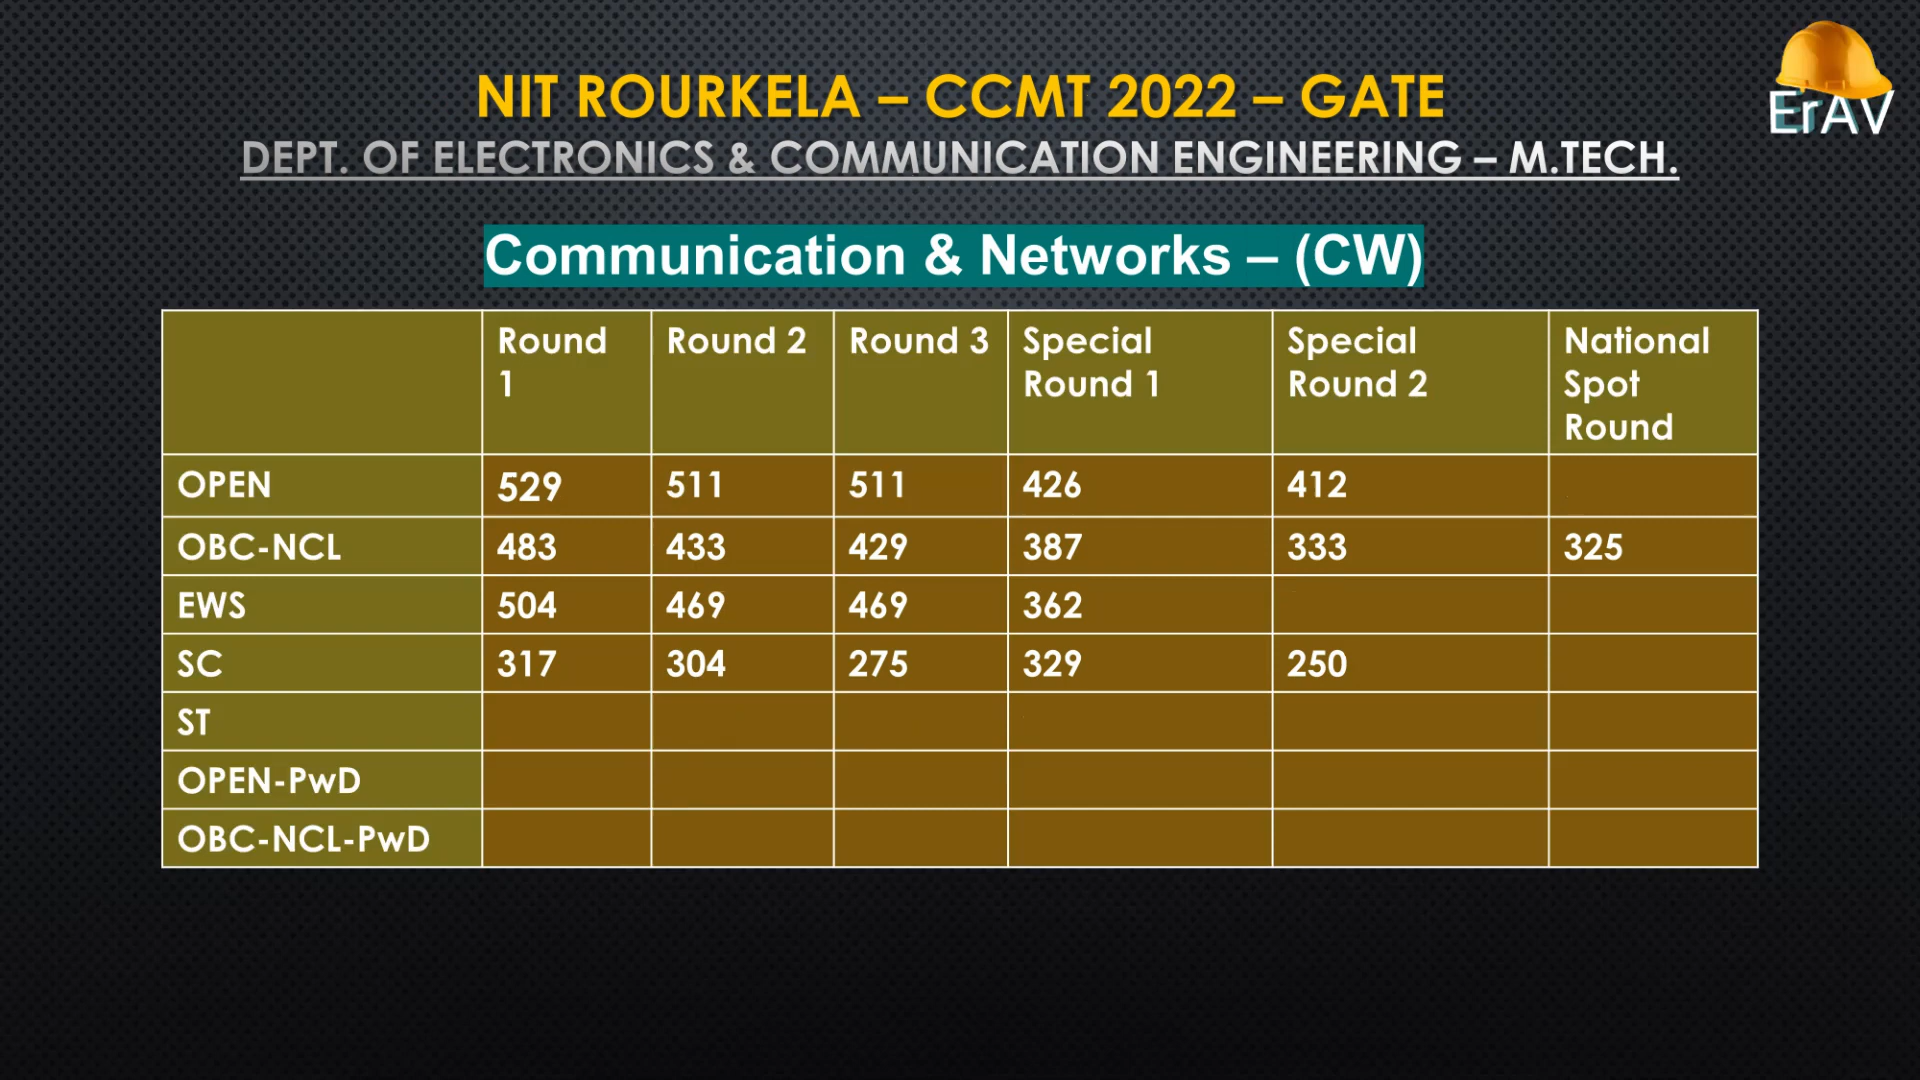 NIT ROURKELA – CCMT 2022 – GATE
ErAV
DEPT. OF ELECTRONICS & COMMUNICATION ENGINEERING – M.TECH.
Communication & Networks – (CW)
Round 1 Round 2 Round 3 Special Round 1 Special Round 2 National Spot Round
OPEN 529 511 511 426 412
OBC-NCL 483 433 429 387 333 325
EWS 504 469 469 362
SC 317 304 275 329 250
ST
OPEN-PwD
OBC-NCL-PwD